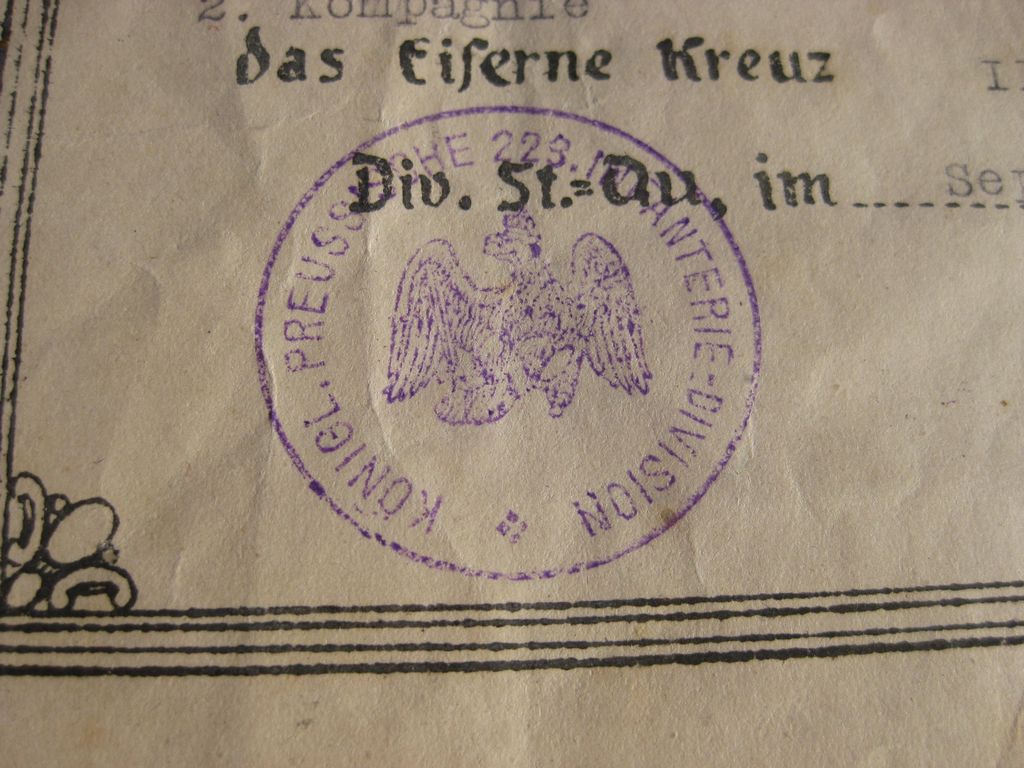 2. Kompagnie
das Eiſerne Kreuz
Div. St.=Qu, im
KÖNIGL. PREUSSISCHE 223. INFANTERIE-DIVISION